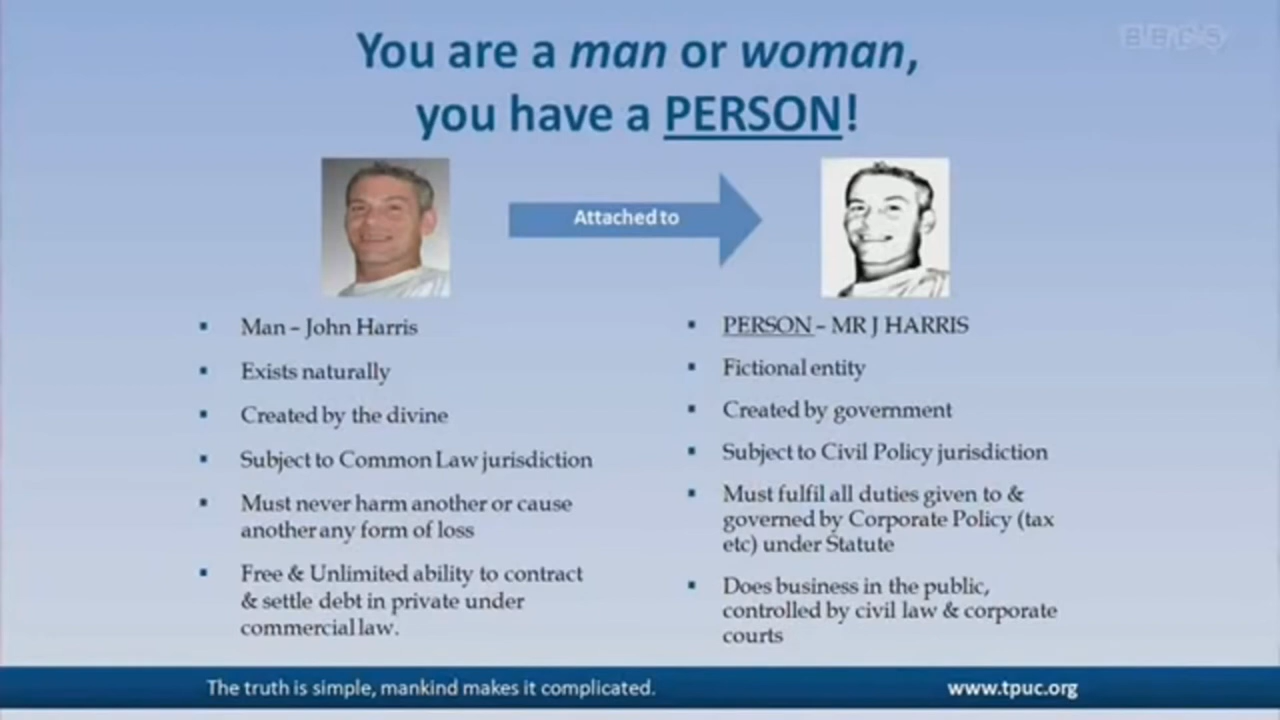 You are a man or woman,
you have a PERSON!
BBC5
Attached to
Man – John Harris
Exists naturally
Created by the divine
Subject to Common Law jurisdiction
Must never harm another or cause
another any form of loss
Free & Unlimited ability to contract
& settle debt in private under
commercial law.
PERSON – MR J HARRIS
Fictional entity
Created by government
Subject to Civil Policy jurisdiction
Must fulfil all duties given to &
governed by Corporate Policy (tax
etc) under Statute
Does business in the public,
controlled by civil law & corporate
courts
The truth is simple, mankind makes it complicated.
www.tpuc.org